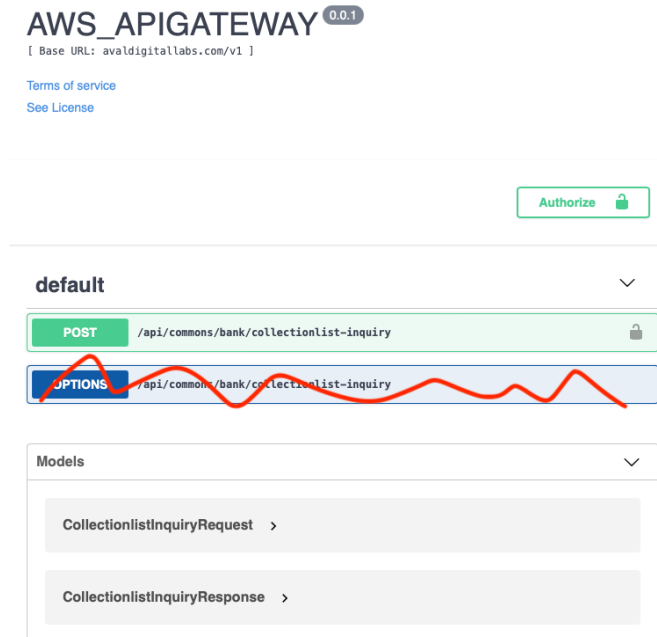 AWS_APIGATEWAY 0.0.1
[ Base URL: avaldigitallabs.com/v1 ]
Terms of service
See License
Authorize
default
POST /api/commons/bank/collectionlist-inquiry
OPTIONS /api/commons/bank/collectionlist-inquiry
Models
CollectionlistInquiryRequest
CollectionlistInquiryResponse